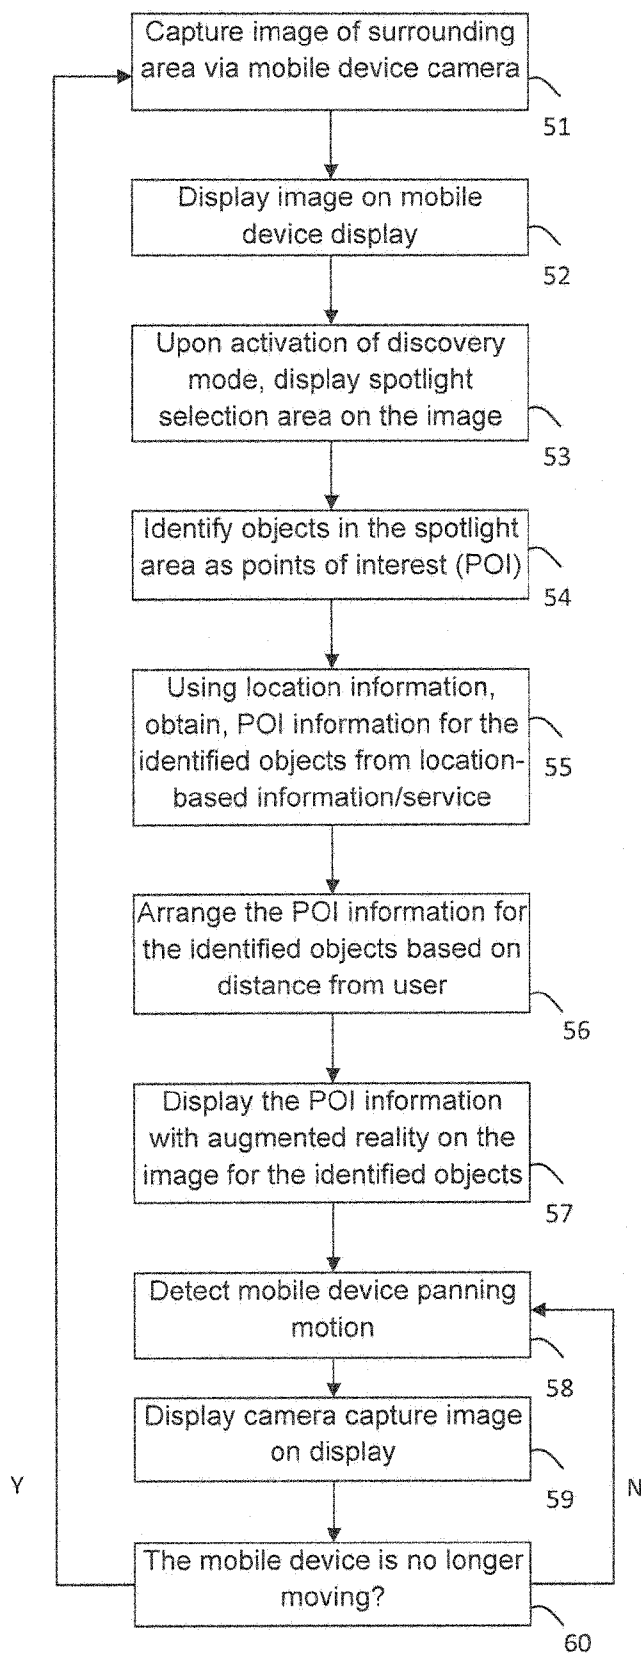 Capture image of surrounding
area via mobile device camera
51
Display image on mobile
device display
52
Upon activation of discovery
mode, display spotlight
selection area on the image
53
Identify objects in the spotlight
area as points of interest (POI)
54
Using location information,
obtain, POI information for the
identified objects from location-
based information/service
55
Arrange the POI information for
the identified objects based on
distance from user
56
Display the POI information
with augmented reality on the
image for the identified objects
57
Detect mobile device panning
motion
58
Display camera capture image
on display
59
Y
N
The mobile device is no longer
moving?
60